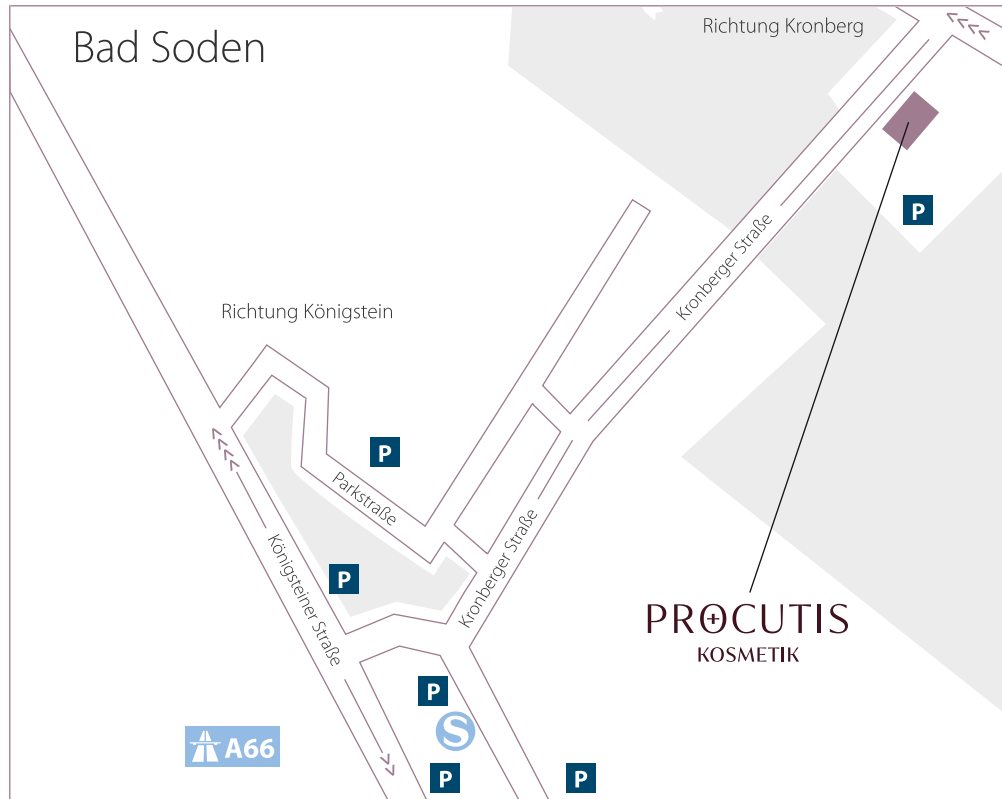 Bad Soden
Richtung Kronberg
P
Kronberger Straße
Richtung Königstein
P
Parkstraße
Kronberger Straße
P
Königsteiner Straße
PROCUTIS
KOSMETIK
P
S
A66
P
P